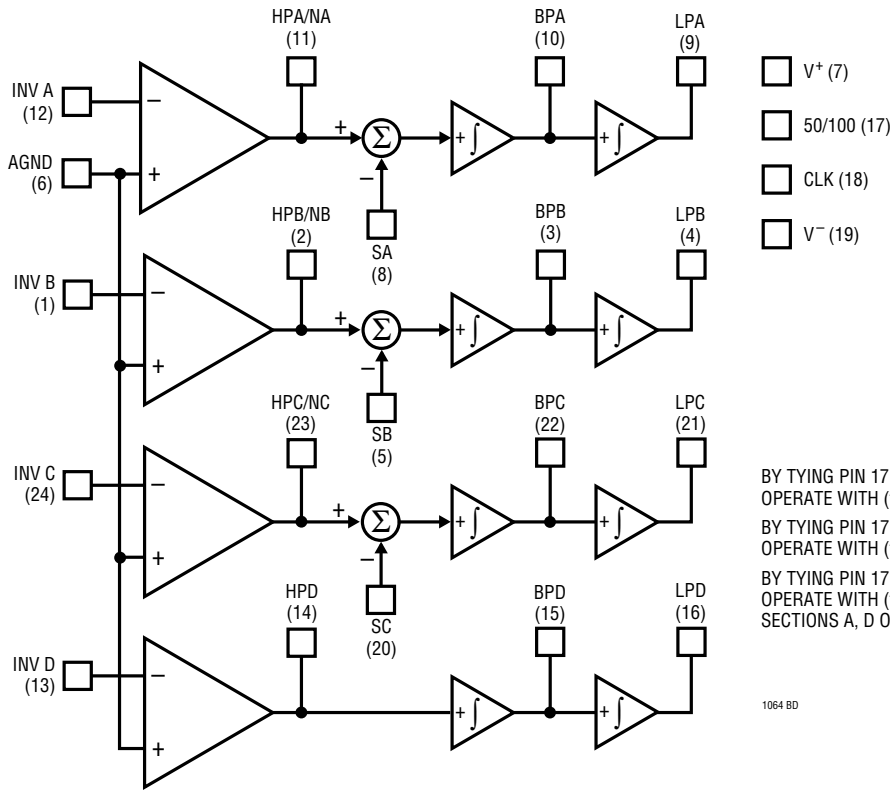 HPA/NA
(11)
BPA
(10)
LPA
(9)
INV A
(12)
AGND
(6)
−
+
+
Σ
−
+ ∫
+ ∫
SA
(8)
V+ (7)
50/100 (17)
CLK (18)
V− (19)
HPB/NB
(2)
BPB
(3)
LPB
(4)
INV B
(1)
−
+
+
Σ
−
+ ∫
+ ∫
SB
(5)
HPC/NC
(23)
BPC
(22)
LPC
(21)
INV C
(24)
−
+
+
Σ
−
+ ∫
+ ∫
SC
(20)
HPD
(14)
BPD
(15)
LPD
(16)
INV D
(13)
−
+
+ ∫
+ ∫
BY TYING PIN 17
OPERATE WITH (
BY TYING PIN 17
OPERATE WITH (
BY TYING PIN 17
OPERATE WITH (
SECTIONS A, D O
1064 BD